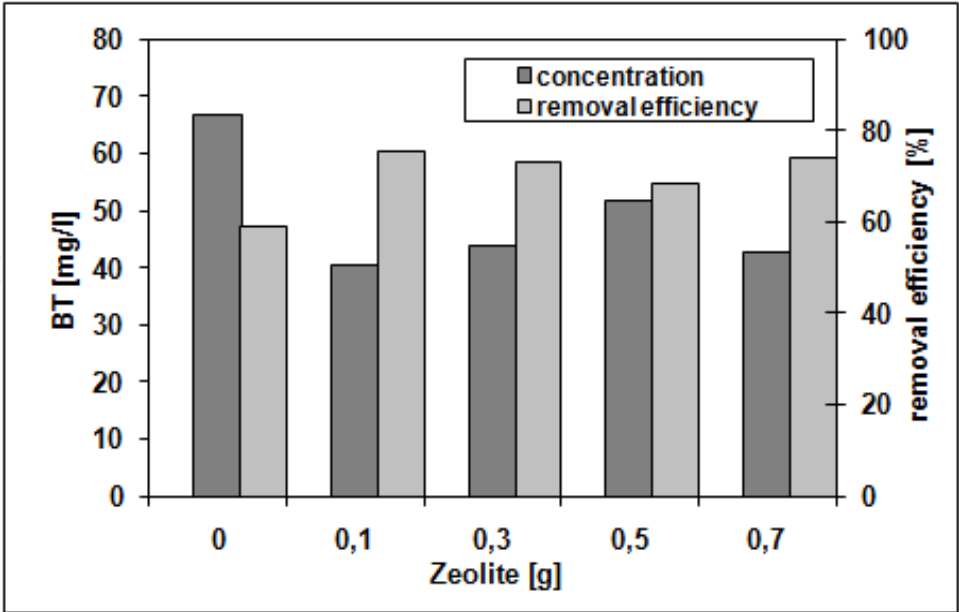 concentration
removal efficiency
80
70
60
50
40
30
20
10
0
BT [mg/l]
100
80
60
40
20
0
removal efficiency [%]
0 0,1 0,3 0,5 0,7
Zeolite [g]